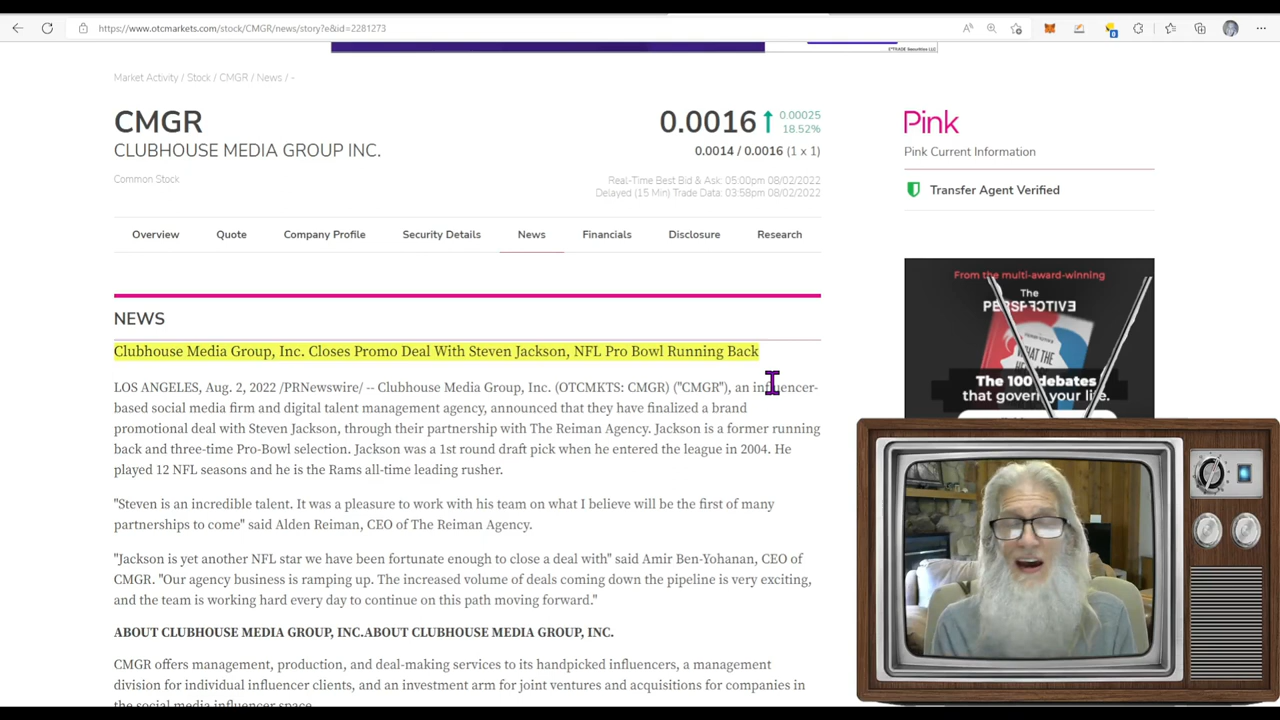 https://www.otcmarkets.com/stock/CMGR/news/story?e&id=2281273
Market Activity / Stock / CMGR / News / -
CMGR
0.0016
0.00025
18.52%
CLUBHOUSE MEDIA GROUP INC.
0.0014 / 0.0016 (1 x 1)
Common Stock
Real-Time Best Bid & Ask: 05:00pm 08/02/2022
Delayed (15 Min) Trade Data: 03:58pm 08/02/2022
Pink
Pink Current Information
Transfer Agent Verified
Overview Quote Company Profile Security Details News Financials Disclosure Research
NEWS
Clubhouse Media Group, Inc. Closes Promo Deal With Steven Jackson, NFL Pro Bowl Running Back
LOS ANGELES, Aug. 2, 2022 /PRNewswire/ -- Clubhouse Media Group, Inc. (OTCMKTS: CMGR) ("CMGR"), an influencer-
based social media firm and digital talent management agency, announced that they have finalized a brand
promotional deal with Steven Jackson, through their partnership with The Reiman Agency. Jackson is a former running
back and three-time Pro-Bowl selection. Jackson was a 1st round draft pick when he entered the league in 2004. He
played 12 NFL seasons and he is the Rams all-time leading rusher.
"Steven is an incredible talent. It was a pleasure to work with his team on what I believe will be the first of many
partnerships to come" said Alden Reiman, CEO of The Reiman Agency.
"Jackson is yet another NFL star we have been fortunate enough to close a deal with" said Amir Ben-Yohanan, CEO of
CMGR. "Our agency business is ramping up. The increased volume of deals coming down the pipeline is very exciting,
and the team is working hard every day to continue on this path moving forward."
ABOUT CLUBHOUSE MEDIA GROUP, INC.ABOUT CLUBHOUSE MEDIA GROUP, INC.
CMGR offers management, production, and deal-making services to its handpicked influencers, a management
division for individual influencer clients, and an investment arm for joint ventures and acquisitions for companies in
the social media influencer space.
From the multi-award-winning
The
PERSPECTIVE
WHAT THE
The 100 debates
that govern your life.